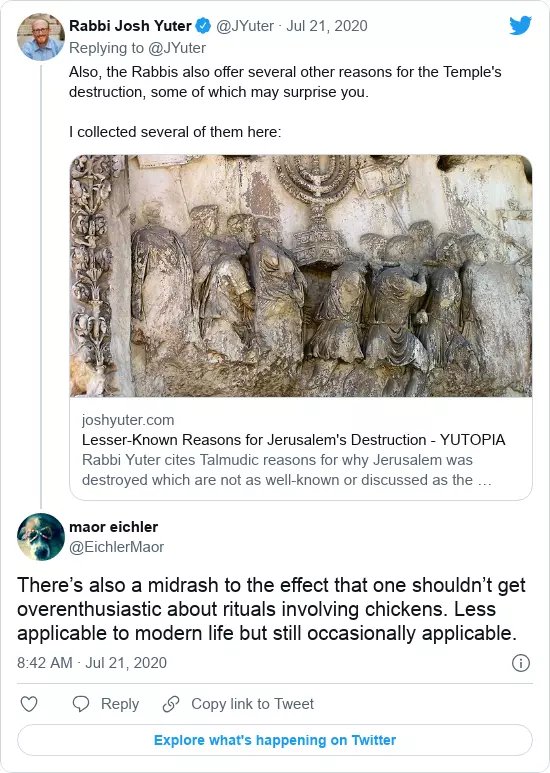 Rabbi Josh Yuter @JYuter · Jul 21, 2020
Replying to @JYuter
Also, the Rabbis also offer several other reasons for the Temple's
destruction, some of which may surprise you.
I collected several of them here:
joshyuter.com
Lesser-Known Reasons for Jerusalem's Destruction - YUTOPIA
Rabbi Yuter cites Talmudic reasons for why Jerusalem was
destroyed which are not as well-known or discussed as the …
maor eichler
@EichlerMaor
There’s also a midrash to the effect that one shouldn’t get
overenthusiastic about rituals involving chickens. Less
applicable to modern life but still occasionally applicable.
8:42 AM · Jul 21, 2020
Reply Copy link to Tweet
Explore what's happening on Twitter